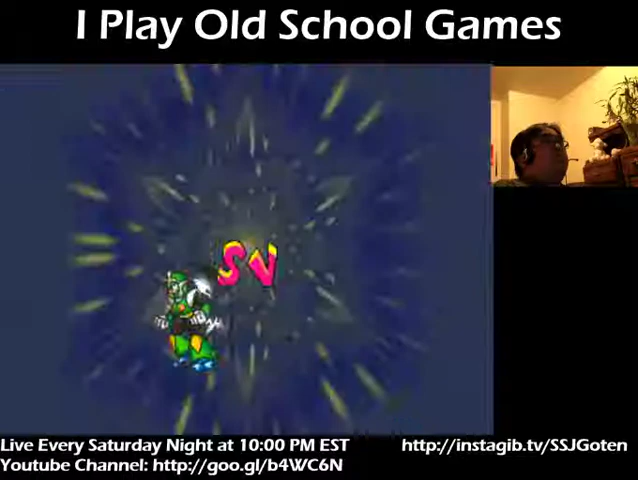 I Play Old School Games
SV
Live Every Saturday Night at 10:00 PM EST
http://instagib.tv/SSJGoten
Youtube Channel: http://goo.gl/b4WC6N